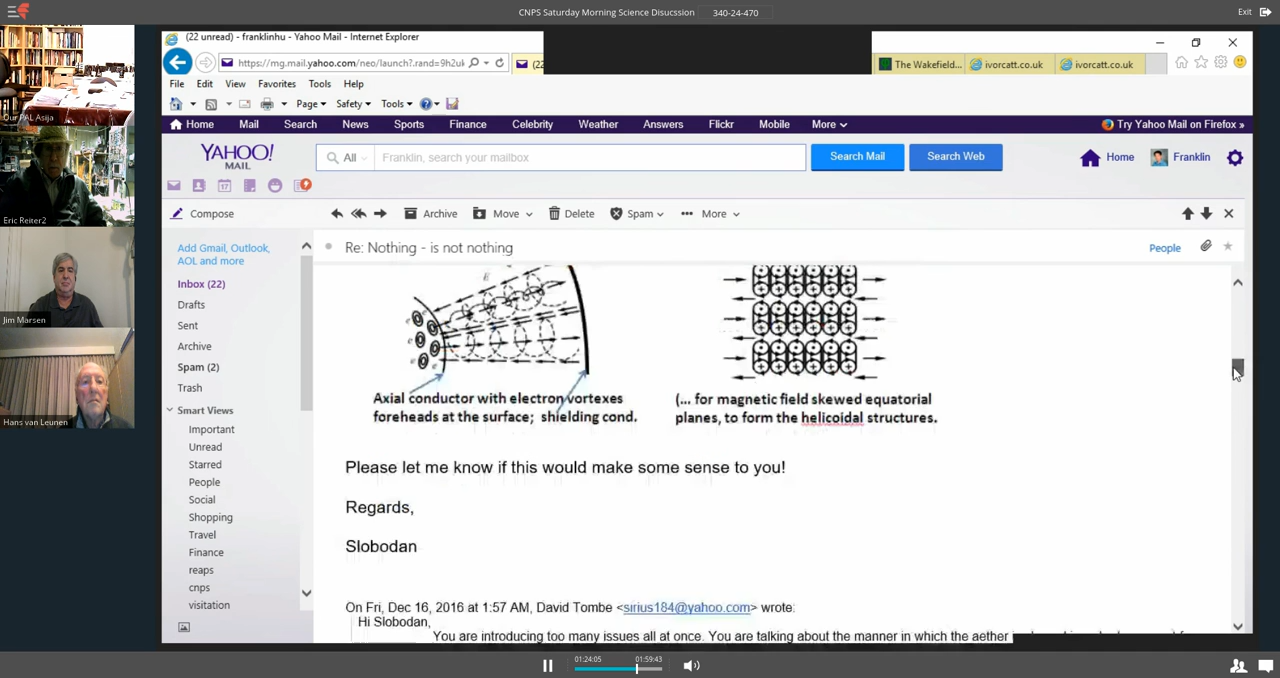 CNPS Saturday Morning Science Disucssion
340-24-470
Exit
(22 unread) - franklinhu - Yahoo Mail - Internet Explorer
https://mg.mail.yahoo.com/neo/launch?.rand=9h2uk
(22
The Wakefield...
ivorcatt.co.uk
ivorcatt.co.uk
File Edit View Favorites Tools Help
Page Safety Tools
Home Mail Search News Sports Finance Celebrity Weather Answers Flickr Mobile More
Try Yahoo Mail on Firefox »
YAHOO!
MAIL
All
Franklin, search your mailbox
Search Mail
Search Web
Home
Franklin
17
Compose
Archive Move Delete Spam More
Add Gmail, Outlook,
AOL and more
Inbox (22)
Drafts
Sent
Archive
Spam (2)
Trash
Smart Views
Important
Unread
Starred
People
Social
Shopping
Travel
Finance
reaps
cnps
visitation
Re: Nothing - is not nothing
People
Axial conductor with electron vortexes
foreheads at the surface; shielding cond.
(... for magnetic field skewed equatorial
planes, to form the helicoidal structures.
Please let me know if this would make some sense to you!
Regards,
Slobodan
On Fri, Dec 16, 2016 at 1:57 AM, David Tombe <sirius184@yahoo.com> wrote:
Hi Slobodan,
You are introducing too many issues all at once. You are talking about the manner in which the aether
Our PAL Asija
Eric Reiter2
Jim Marsen
Hans van Leunen
01:24:05
01:59:43